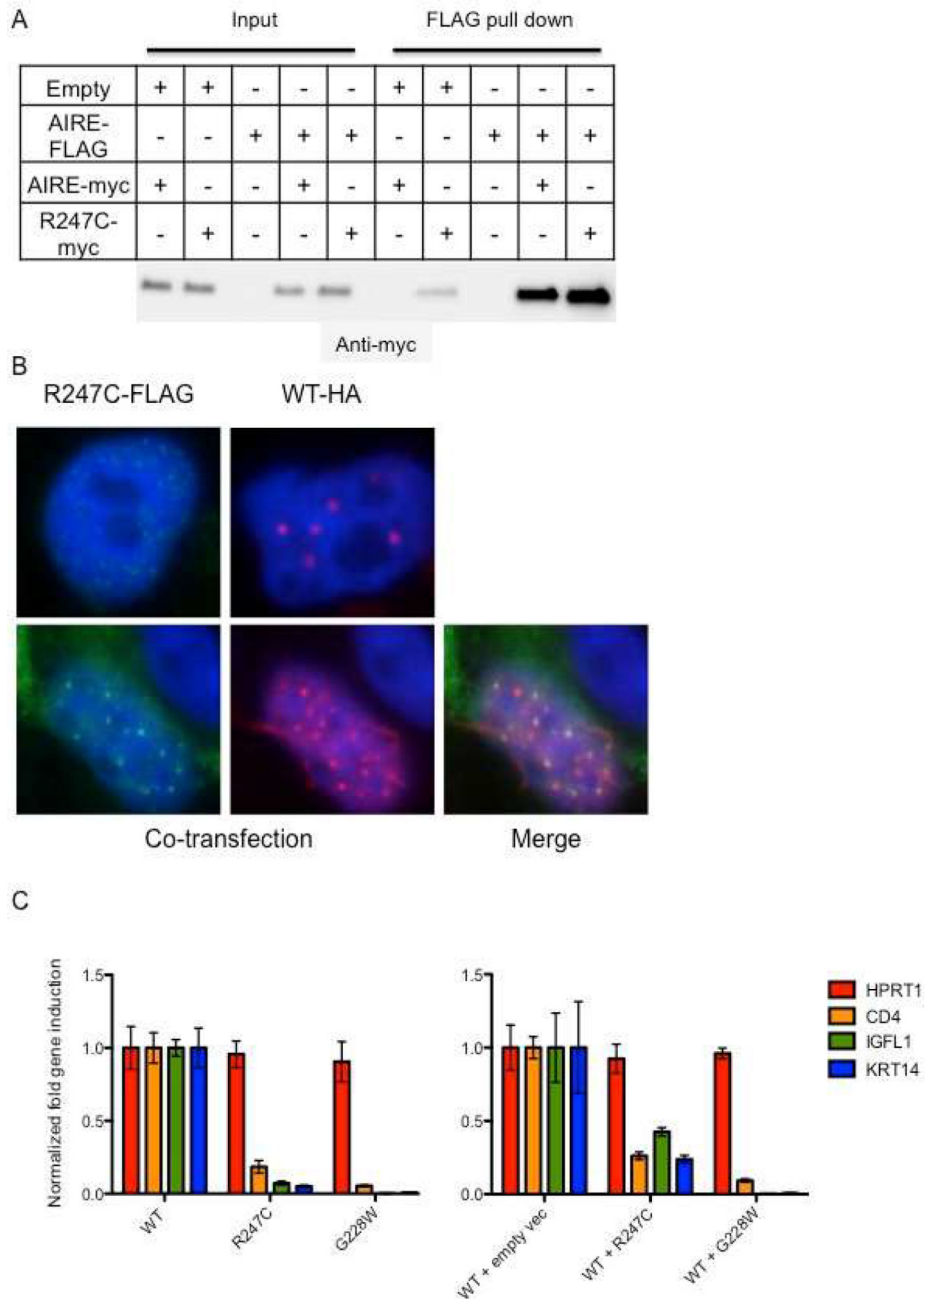 A
Input FLAG pull down
Empty + + - - - + + - - -
AIRE-
FLAG - - + + + - - + + +
AIRE-myc + - - + - + - - + -
R247C-
myc - + - - + - + - - +
Anti-myc
B
R247C-FLAG WT-HA
Co-transfection Merge
C
Normalized fold gene induction
1.5
1.0
0.5
0.0
WT R247C G228W
1.5
1.0
0.5
0.0
WT + empty vec WT + R247C WT + G228W
HPRT1
CD4
IGFL1
KRT14